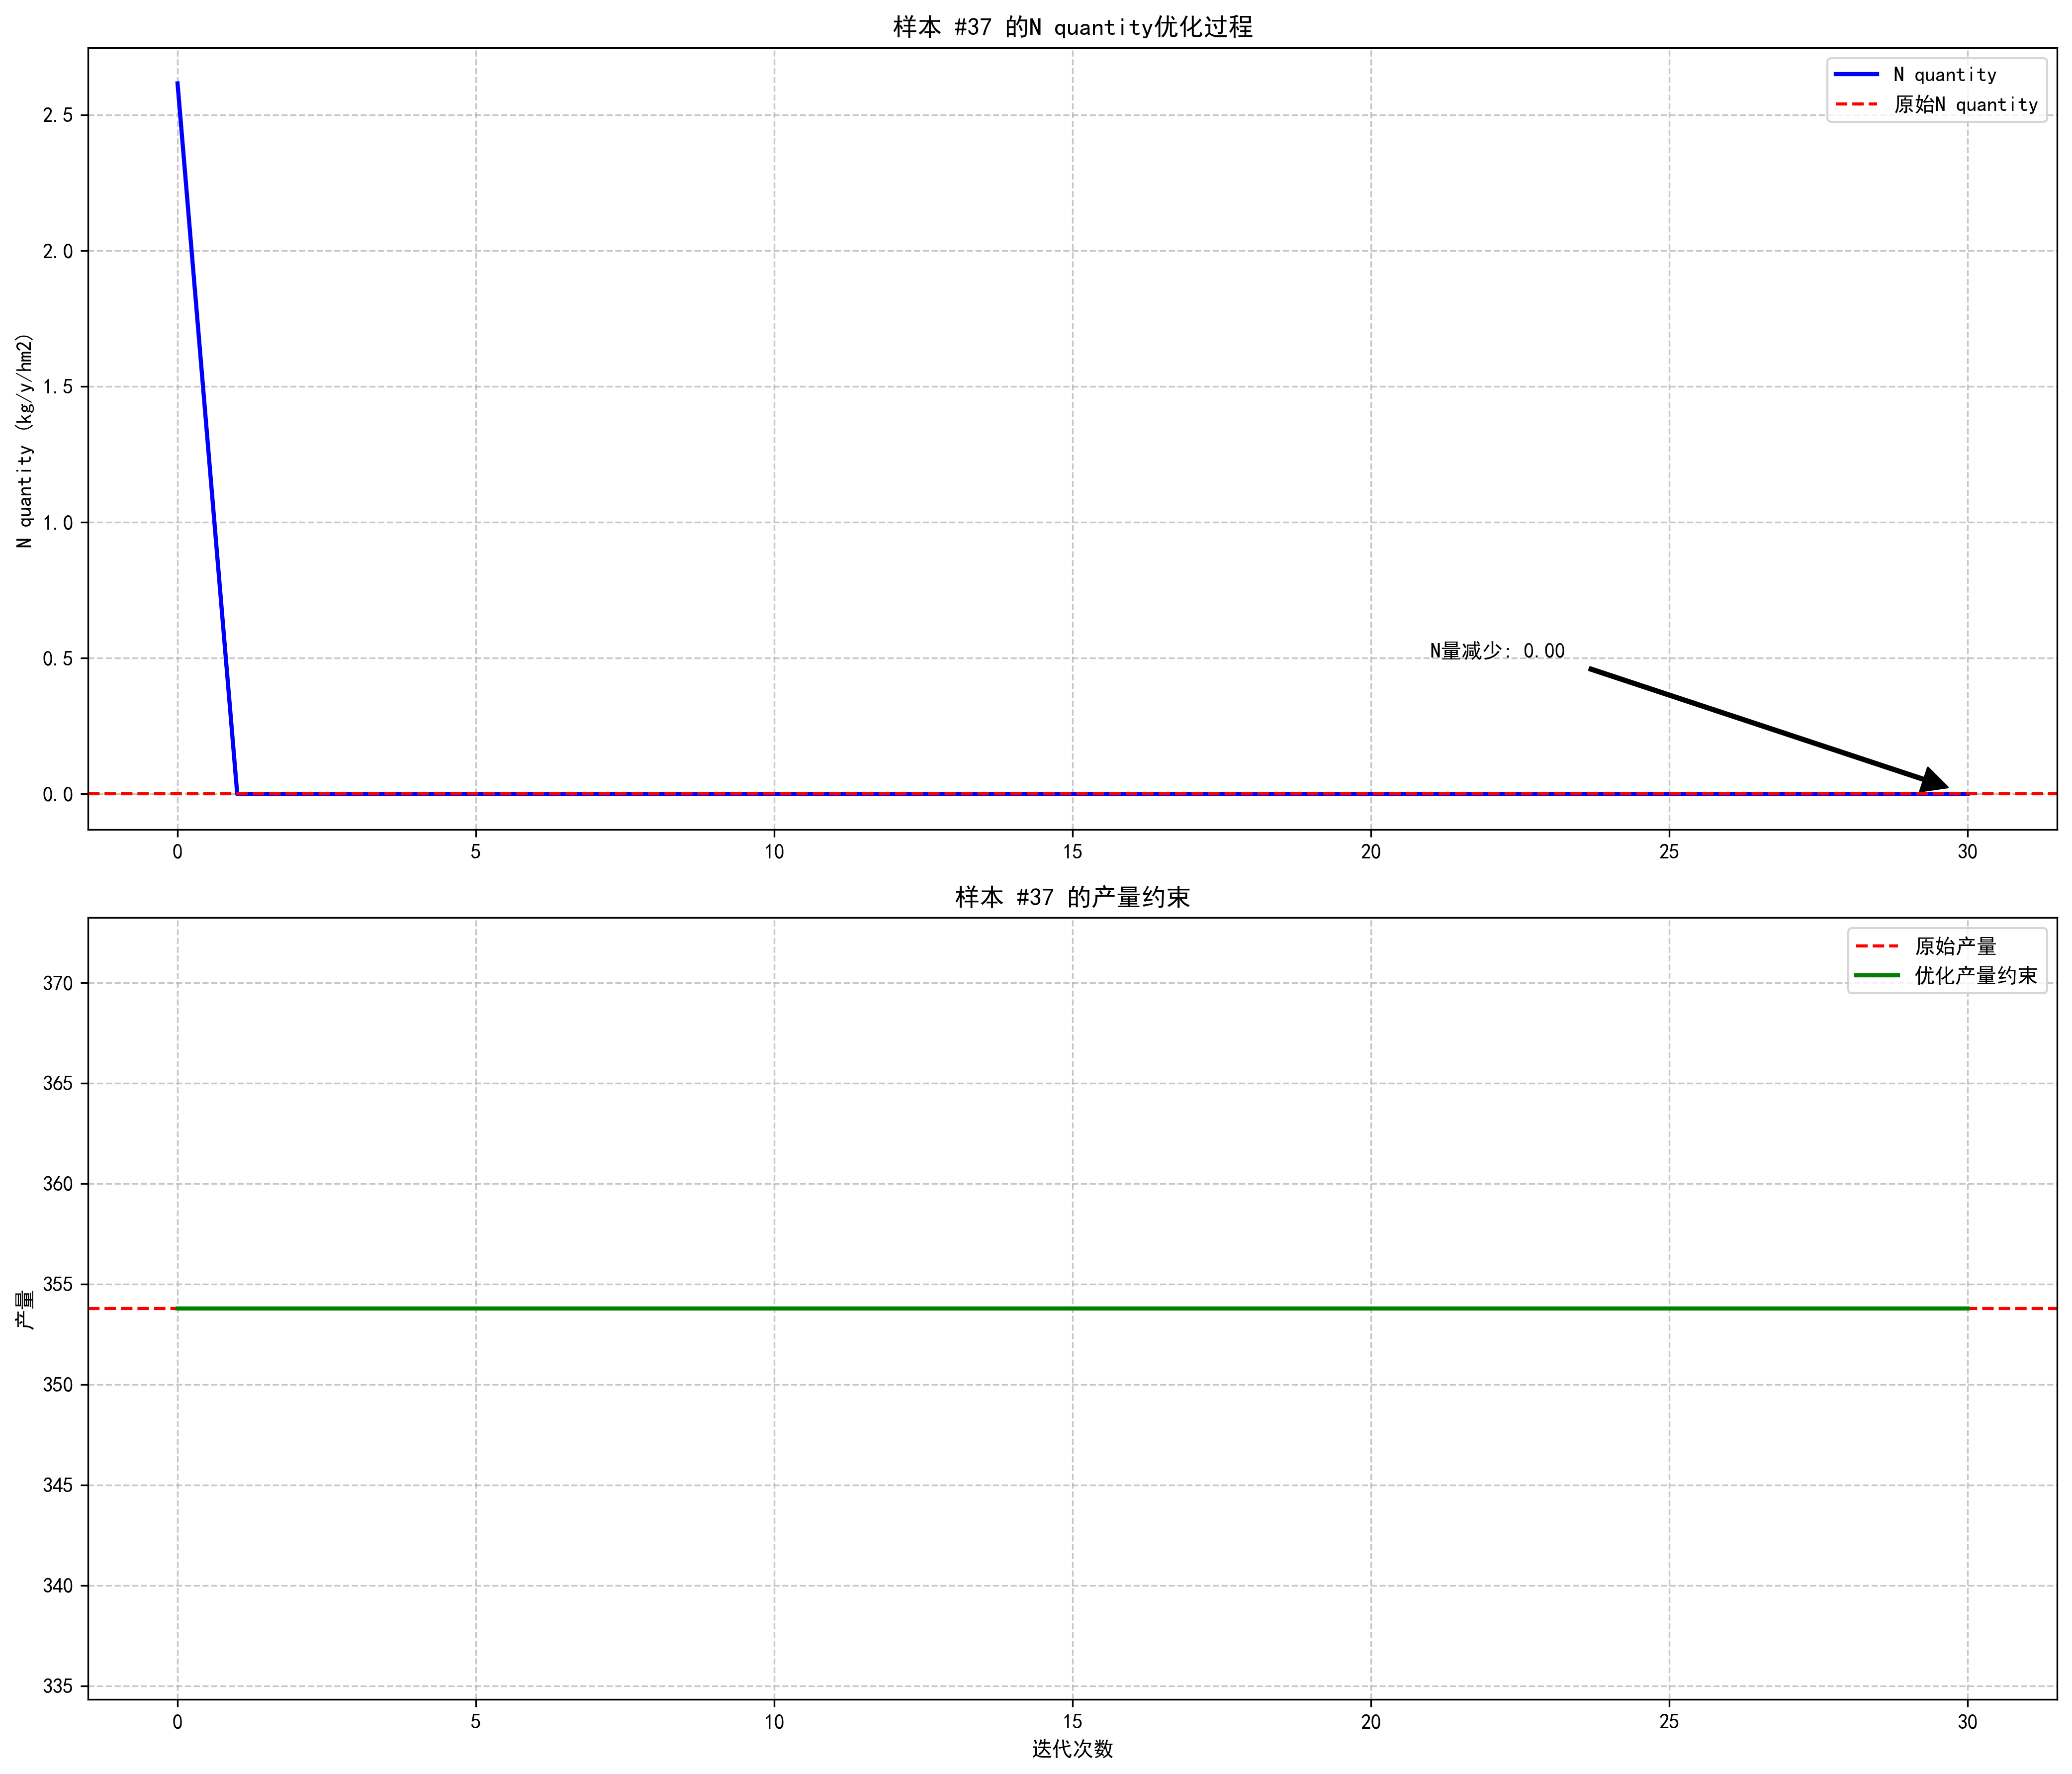 样本 #37 的N quantity优化过程
N quantity
原始N quantity
N quantity (kg/y/hm2)
2.5
2.0
1.5
1.0
0.5
0.0
N量减少: 0.00
0 5 10 15 20 25 30
样本 #37 的产量约束
原始产量
优化产量约束
产量
370
365
360
355
350
345
340
335
0 5 10 15 20 25 30
迭代次数